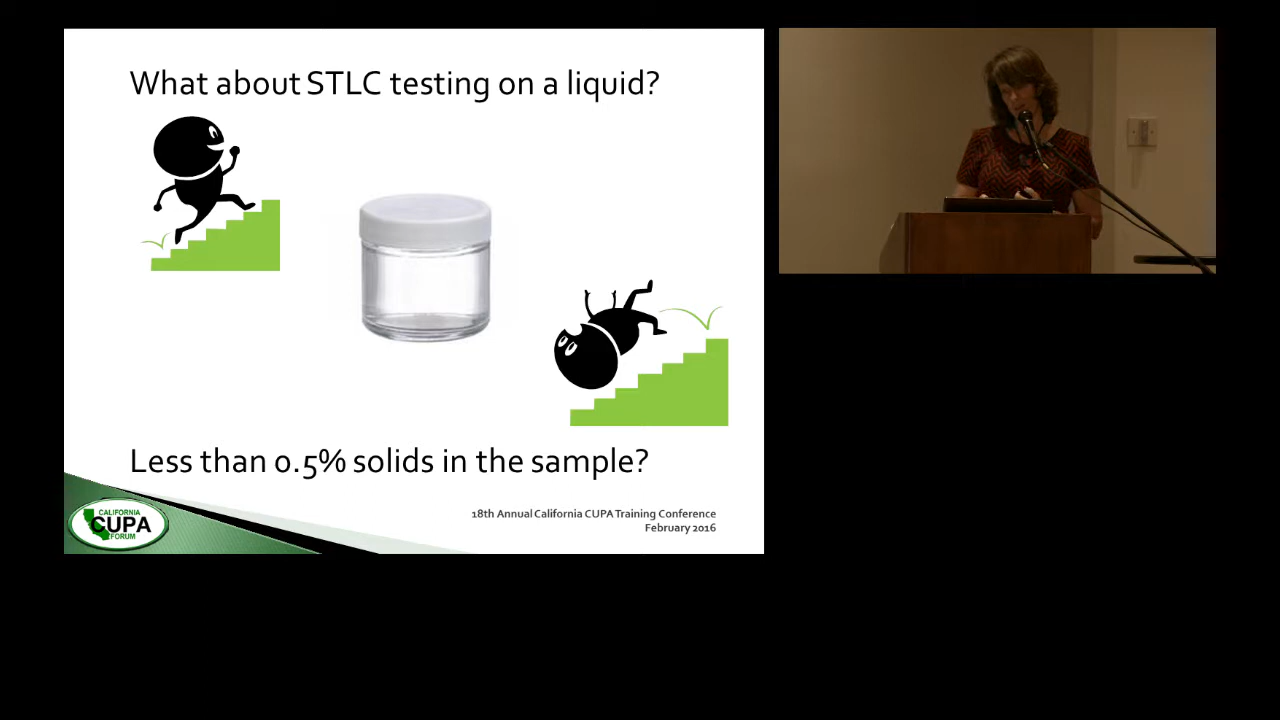 What about STLC testing on a liquid?
Less than 0.5% solids in the sample?
CALIFORNIA
CUPA
FORUM
18th Annual California CUPA Training Conference
February 2016